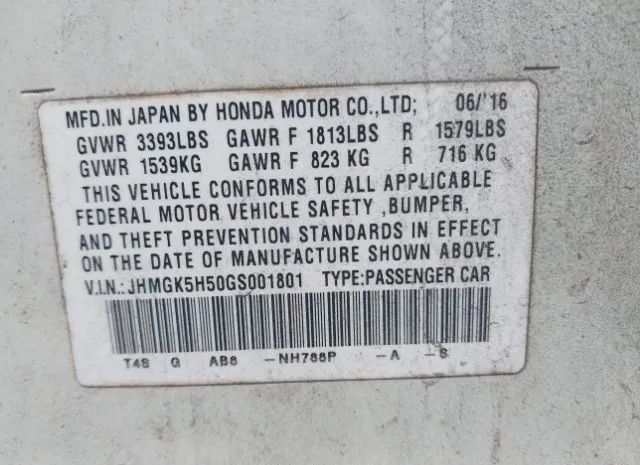 MFD.IN JAPAN BY HONDA MOTOR CO.,LTD; 06/'16
GVWR 3393LBS GAWR F 1813LBS R 1579LBS
GVWR 1539KG GAWR F 823 KG R 716 KG
THIS VEHICLE CONFORMS TO ALL APPLICABLE
FEDERAL MOTOR VEHICLE SAFETY ,BUMPER,
AND THEFT PREVENTION STANDARDS IN EFFECT
ON THE DATE OF MANUFACTURE SHOWN ABOVE.
V.I.N.: JHMGK5H50GS001801 TYPE:PASSENGER CAR
T4S G AB8 -NH788P -A -S